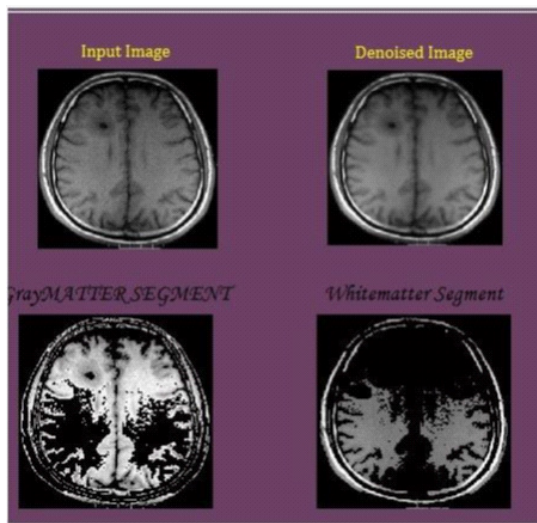 Input Image
Denoised Image
GrayMATTER SEGMENT
Whitematter Segment